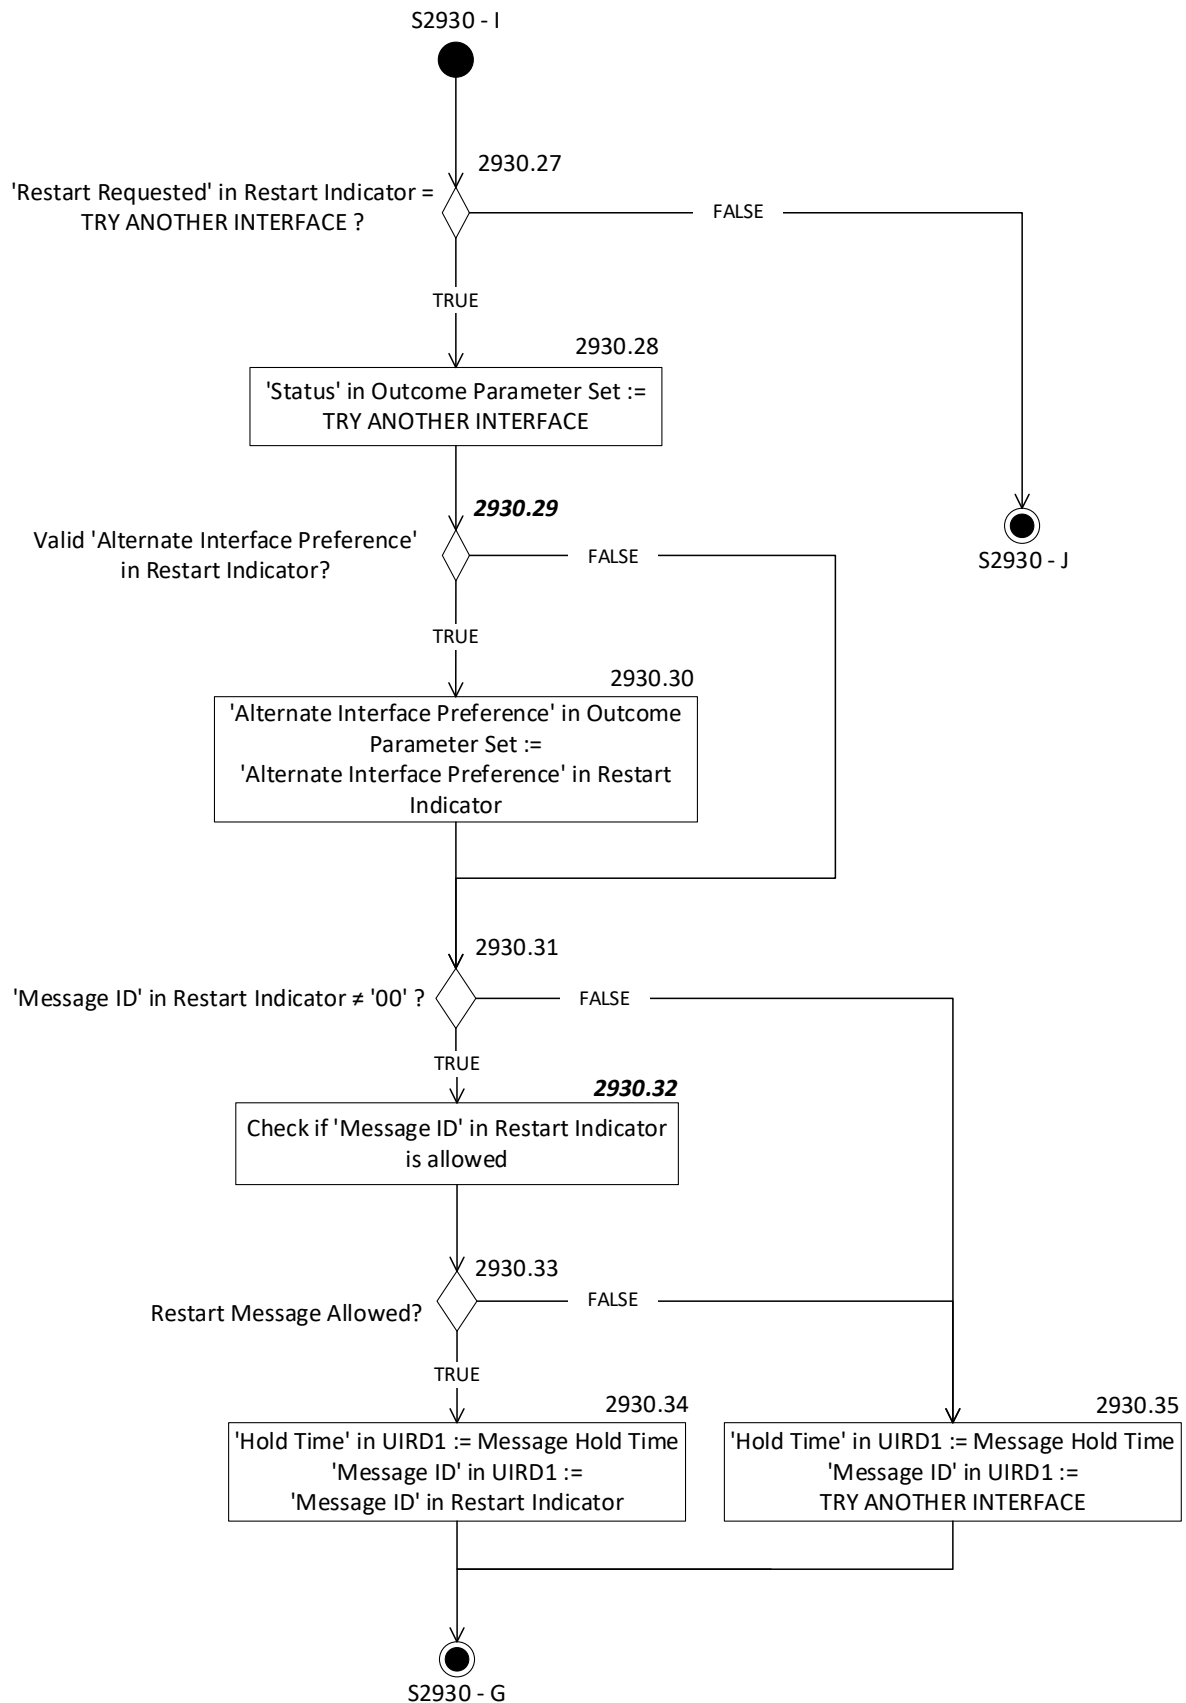 S2930 - I
2930.27
'Restart Requested' in Restart Indicator =
TRY ANOTHER INTERFACE ?
FALSE
TRUE
2930.28
'Status' in Outcome Parameter Set :=
TRY ANOTHER INTERFACE
2930.29
Valid 'Alternate Interface Preference'
in Restart Indicator?
FALSE
S2930 - J
TRUE
2930.30
'Alternate Interface Preference' in Outcome
Parameter Set :=
'Alternate Interface Preference' in Restart
Indicator
2930.31
'Message ID' in Restart Indicator ≠ '00' ?
FALSE
TRUE
2930.32
Check if 'Message ID' in Restart Indicator
is allowed
2930.33
Restart Message Allowed?
FALSE
TRUE
2930.34
'Hold Time' in UIRD1 := Message Hold Time
'Message ID' in UIRD1 :=
'Message ID' in Restart Indicator
2930.35
'Hold Time' in UIRD1 := Message Hold Time
'Message ID' in UIRD1 :=
TRY ANOTHER INTERFACE
S2930 - G